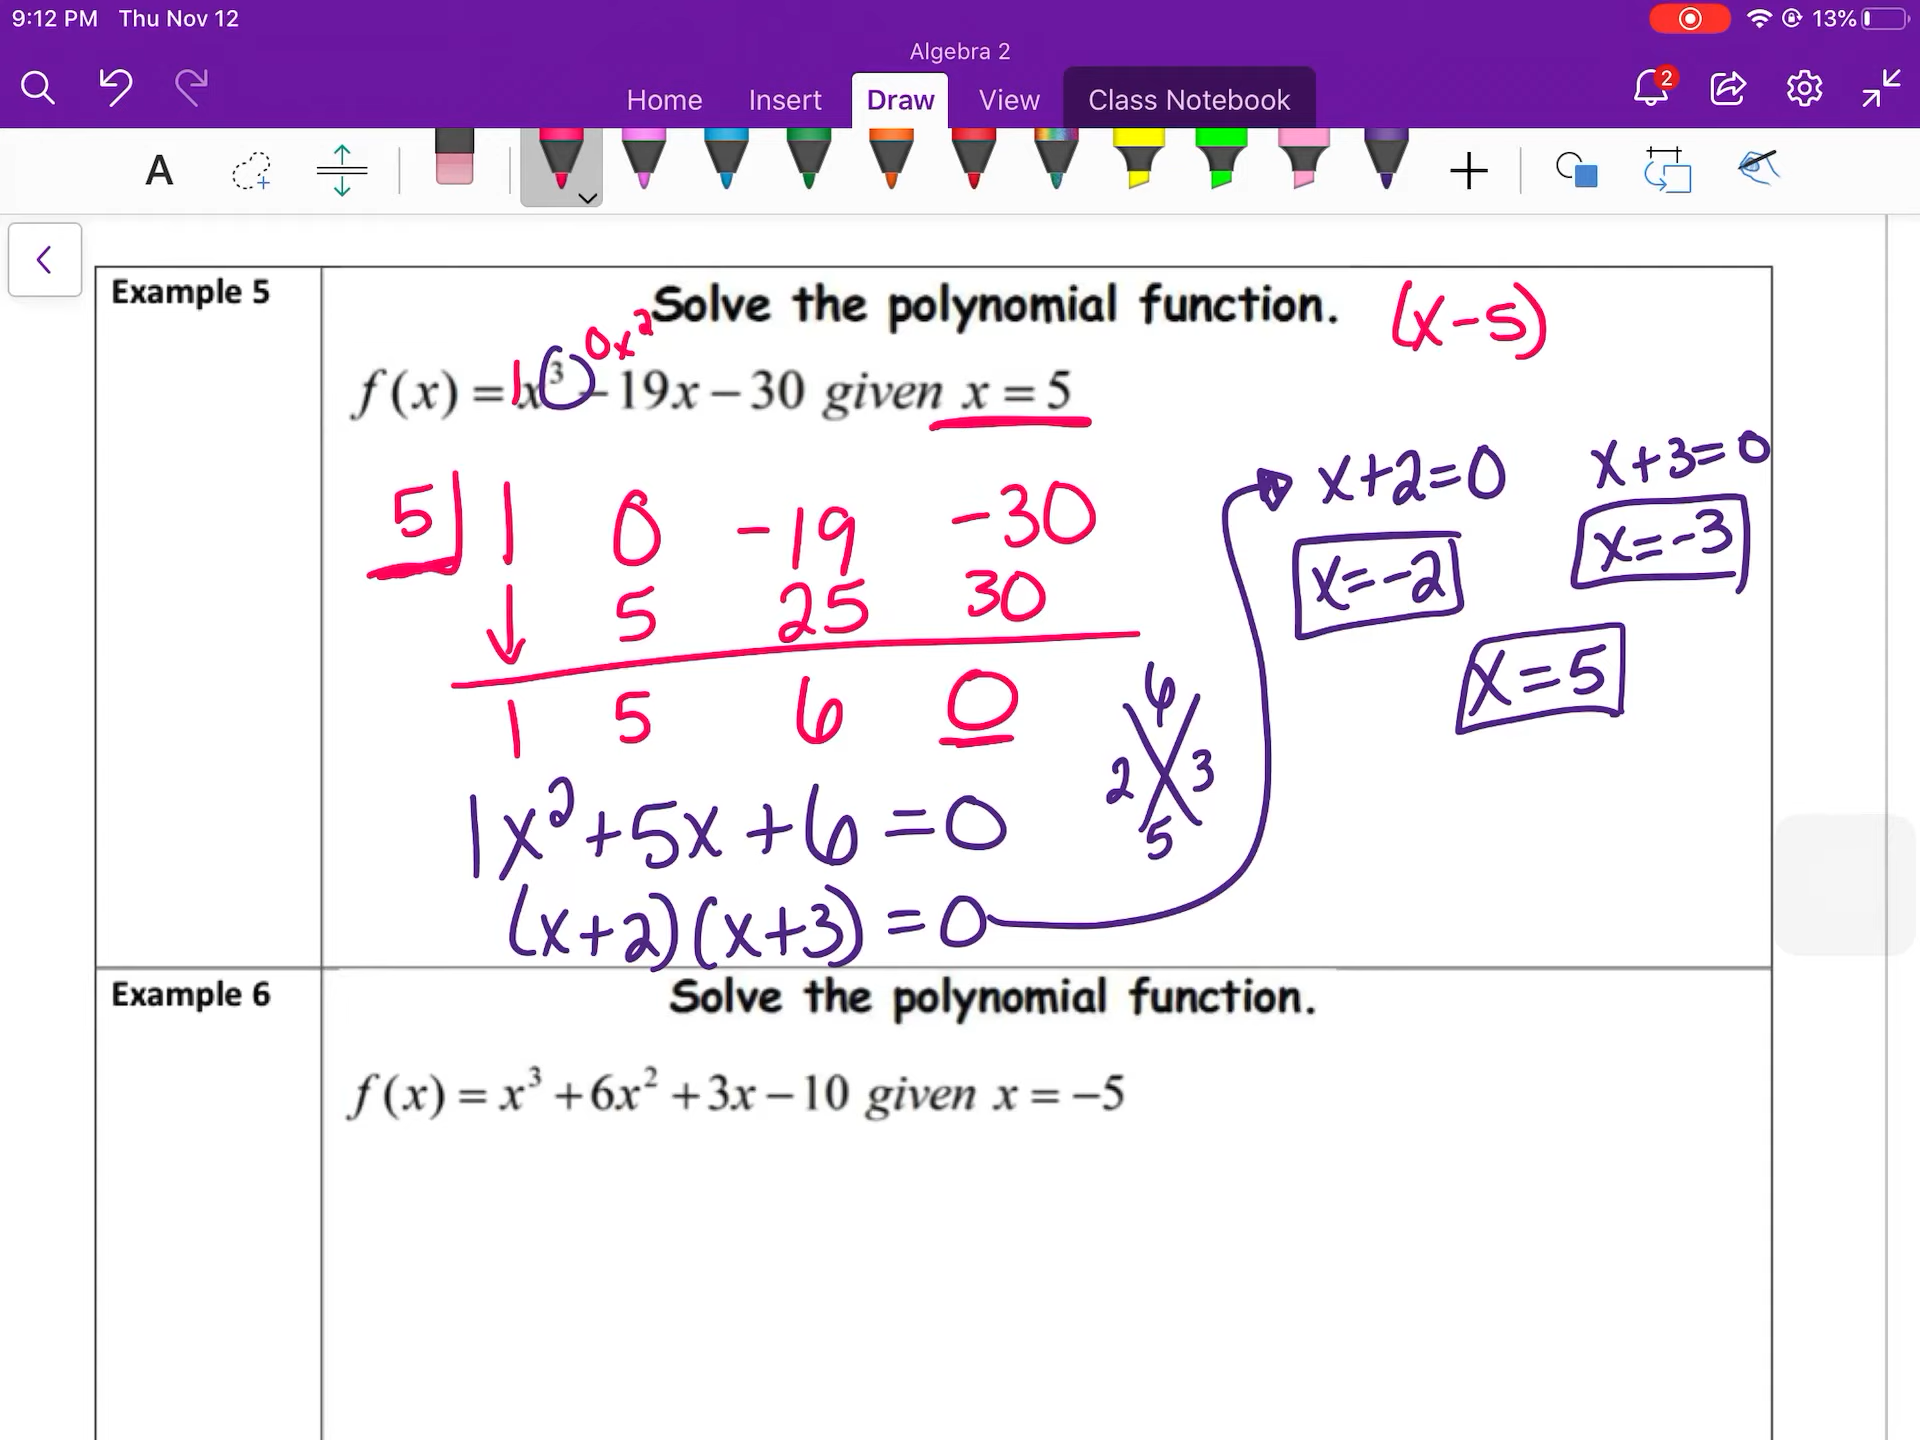 9:12 PM Thu Nov 12
13%
Algebra 2
Home Insert Draw View Class Notebook
2
A
Example 5
Solve the polynomial function. (x-5)
0x²
f(x) = 1x³ - 19x - 30 given x = 5
5| 1 0 -19 -30
5 25 30
1 5 6 0
1x²+5x+6=0
(x+2)(x+3)=0
6
2 3
5
x+2=0 x+3=0
x=-2 x=-3
x=5
Example 6
Solve the polynomial function.
f(x) = x³ + 6x² + 3x - 10 given x = -5